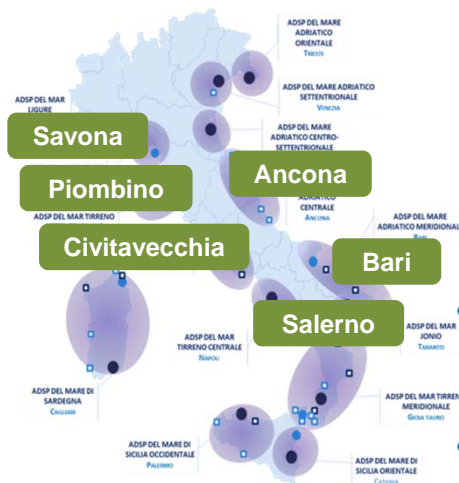 ADSP DEL MARE
ADRIATICO
ORIENTALE
TRIESTE
ADSP DEL MARE ADRIATICO
SETTENTRIONALE
VENEZIA
ADSP DEL MAR
LIGURE
ADSP DEL MARE
ADRIATICO CENTRO-
SETTENTRIONALE
Savona
Ancona
Piombino
ADRIATICO
CENTRALE
ANCONA
ADSP DEL MAR TIRRENO
ADSP DEL MARE
ADRIATICO MERIDIONALE
Civitavecchia
Bari
Salerno
ADSP DEL MAR
TIRRENO CENTRALE
NAPOLI
ADSP DEL MAR
JONIO
TARANTO
ADSP DEL MARE DI
SARDEGNA
CAGLIARI
ADSP DEL MAR TIRREN
MERIDIONALE
GIOIA TAURO
ADSP DEL MARE DI
SICILIA OCCIDENTALE
PALERMO
ADSP DEL MARE DI
SICILIA ORIENTALE
CATANIA